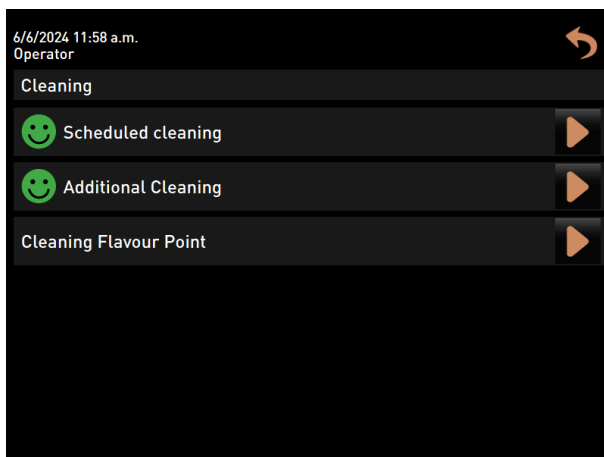 6/6/2024 11:58 a.m.
Operator
Cleaning
Scheduled cleaning
Additional Cleaning
Cleaning Flavour Point